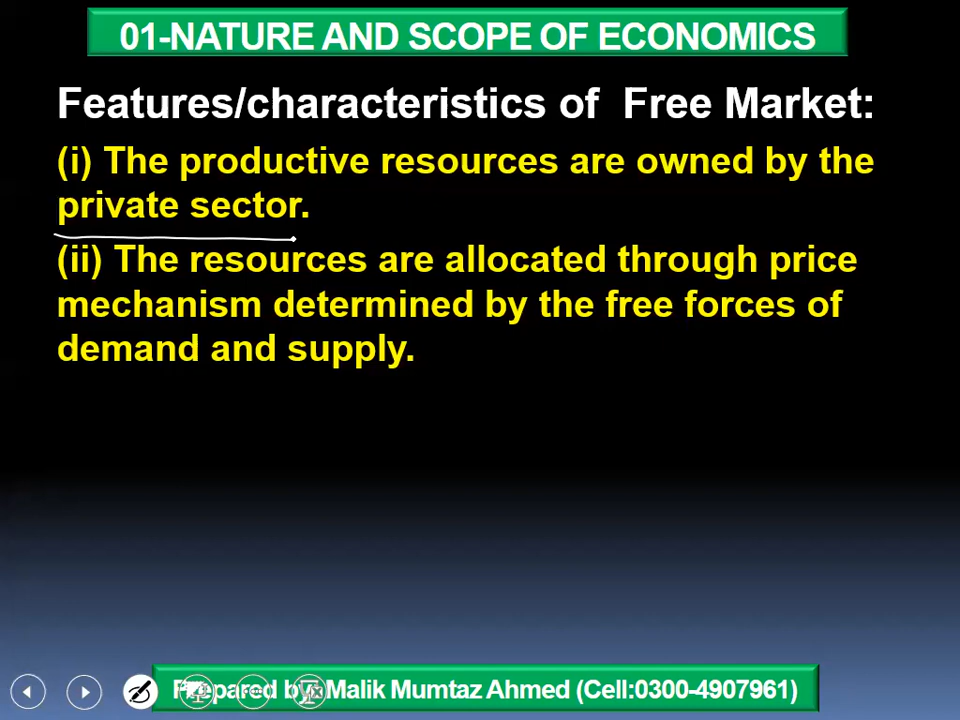 01-NATURE AND SCOPE OF ECONOMICS
Features/characteristics of Free Market:
(i) The productive resources are owned by the
private sector.
(ii) The resources are allocated through price
mechanism determined by the free forces of
demand and supply.
Prepared by Malik Mumtaz Ahmed (Cell:0300-4907961)